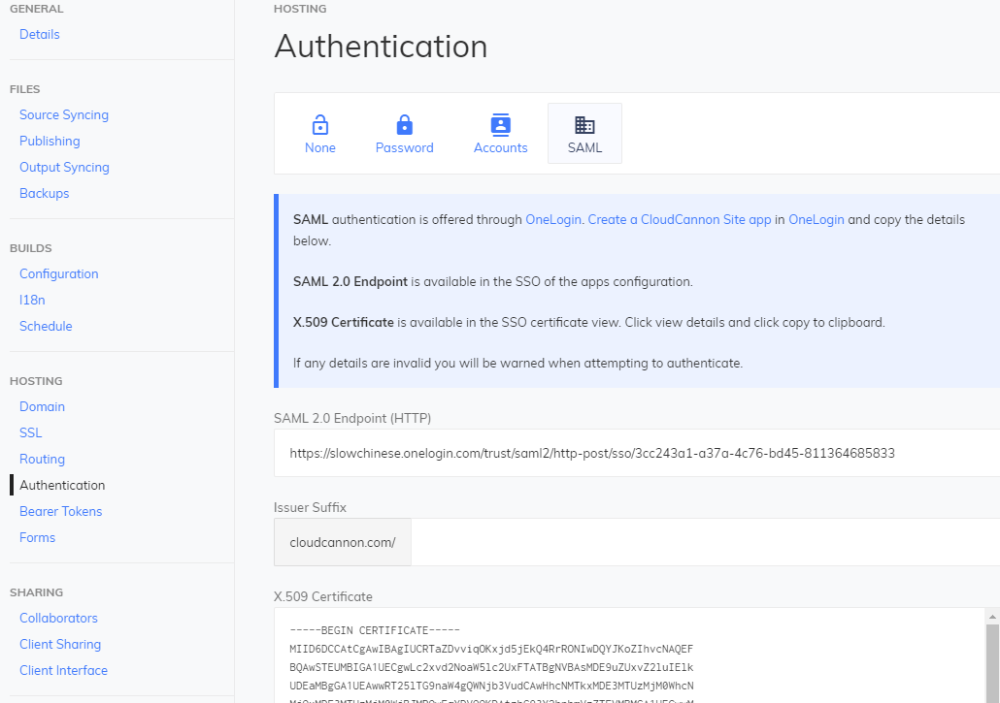 GENERAL
Details
FILES
Source Syncing
Publishing
Output Syncing
Backups
BUILDS
Configuration
I18n
Schedule
HOSTING
Domain
SSL
Routing
Authentication
Bearer Tokens
Forms
SHARING
Collaborators
Client Sharing
Client Interface
HOSTING
Authentication
None
Password
Accounts
SAML
SAML authentication is offered through OneLogin. Create a CloudCannon Site app in OneLogin and copy the details
below.
SAML 2.0 Endpoint is available in the SSO of the apps configuration.
X.509 Certificate is available in the SSO certificate view. Click view details and click copy to clipboard.
If any details are invalid you will be warned when attempting to authenticate.
SAML 2.0 Endpoint (HTTP)
https://slowchinese.onelogin.com/trust/saml2/http-post/sso/3cc243a1-a37a-4c76-bd45-811364685833
Issuer Suffix
cloudcannon.com/
X.509 Certificate
-----BEGIN CERTIFICATE-----
MIID6DCCAtCgAwIBAgIUCRTaZDvviqOKxjd5jEkQ4RrRONIwDQYJKoZIhvcNAQEF
BQAwSTEUMBIGA1UECgwLc2xvd2NoaW5lc2UxFTATBgNVBAsMDE9uZUxvZ2luIElk
UDEaMBgGA1UEAwwRT25lTG9naW4gQWNjb3VudCAwHhcNMTkxMDE3MTUzMjM0WhcN